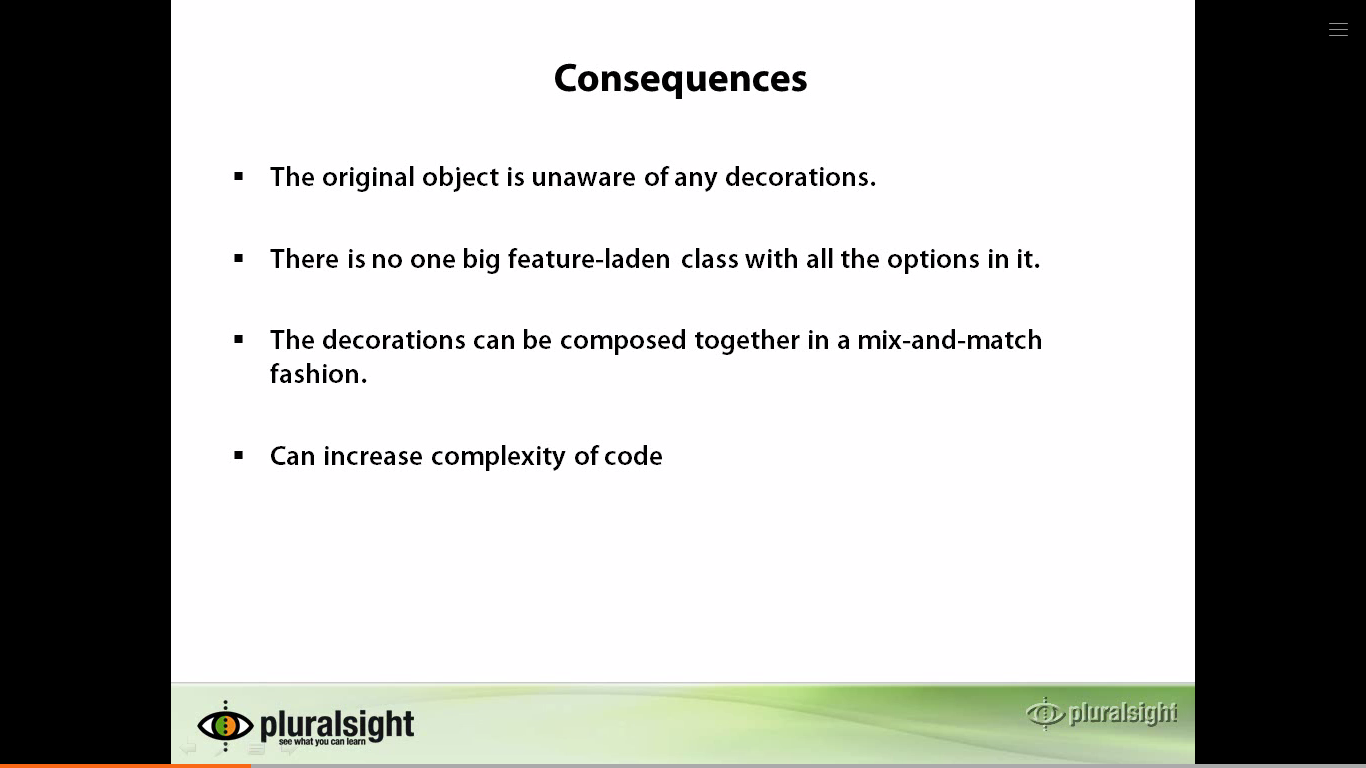 Consequences
▪ The original object is unaware of any decorations.
▪ There is no one big feature-laden class with all the options in it.
▪ The decorations can be composed together in a mix-and-match
fashion.
▪ Can increase complexity of code
pluralsight
see what you can learn
pluralsight